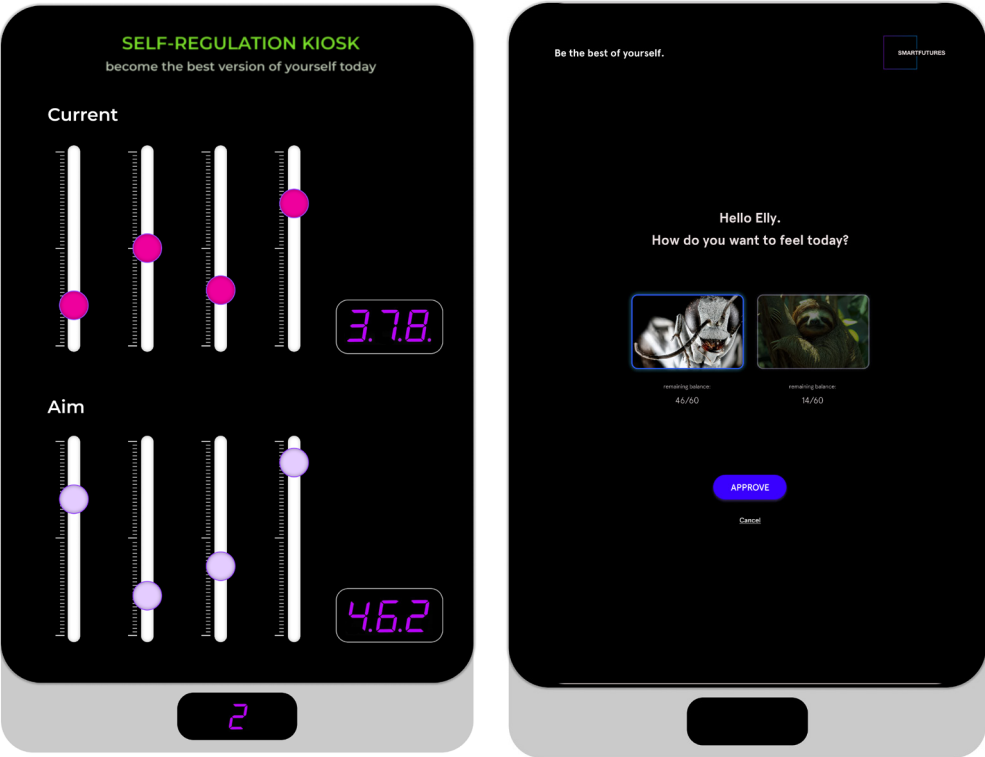 SELF-REGULATION KIOSK
become the best version of yourself today
Current
3.7.8.
Aim
4.6.2
2
Be the best of yourself.
SMARTFUTURES
Hello Elly.
How do you want to feel today?
remaining balance:
46/60
remaining balance:
14/60
APPROVE
Cancel